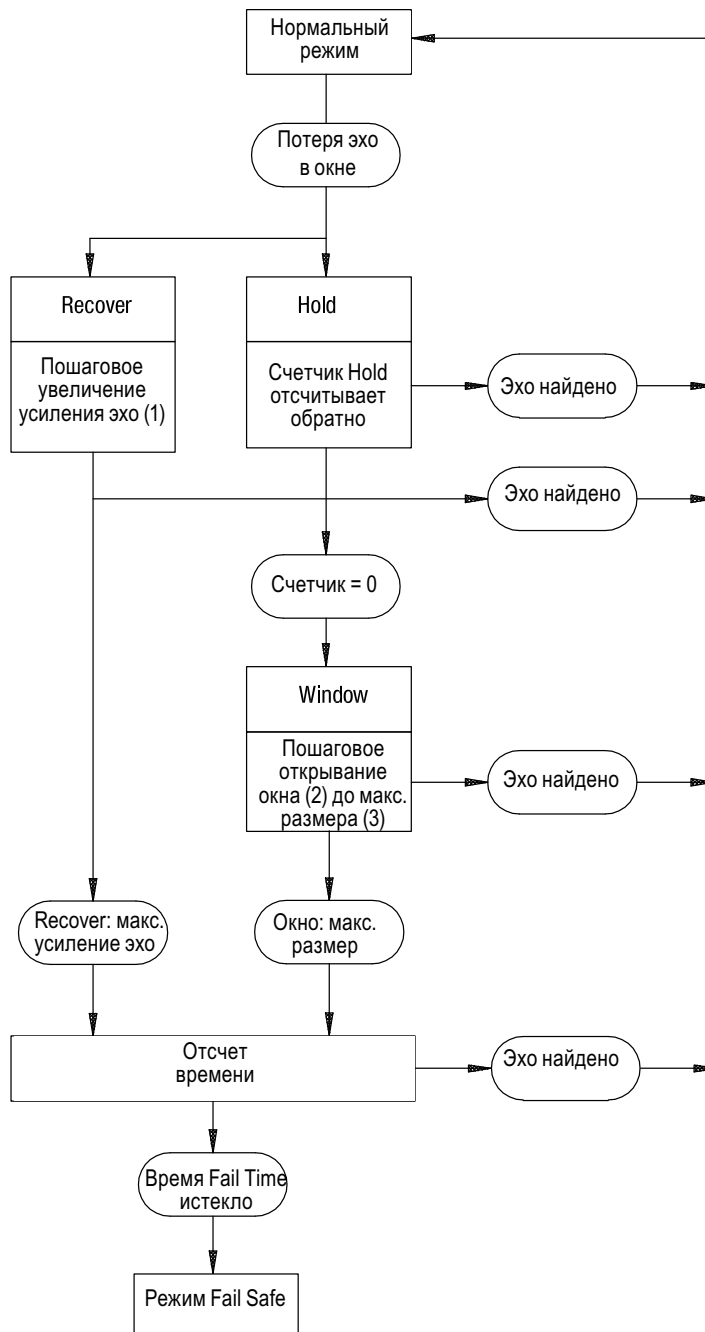 Нормальный
режим
Потеря эхо
в окне
Recover
Пошаговое
увеличение
усиления эхо (1)
Hold
Счетчик Hold
отсчитывает
обратно
Эхо найдено
Эхо найдено
Счетчик = 0
Window
Пошаговое
открывание
окна (2) до макс.
размера (3)
Эхо найдено
Recover: макс.
усиление эхо
Окно: макс.
размер
Отсчет
времени
Эхо найдено
Время Fail Time
истекло
Режим Fail Safe